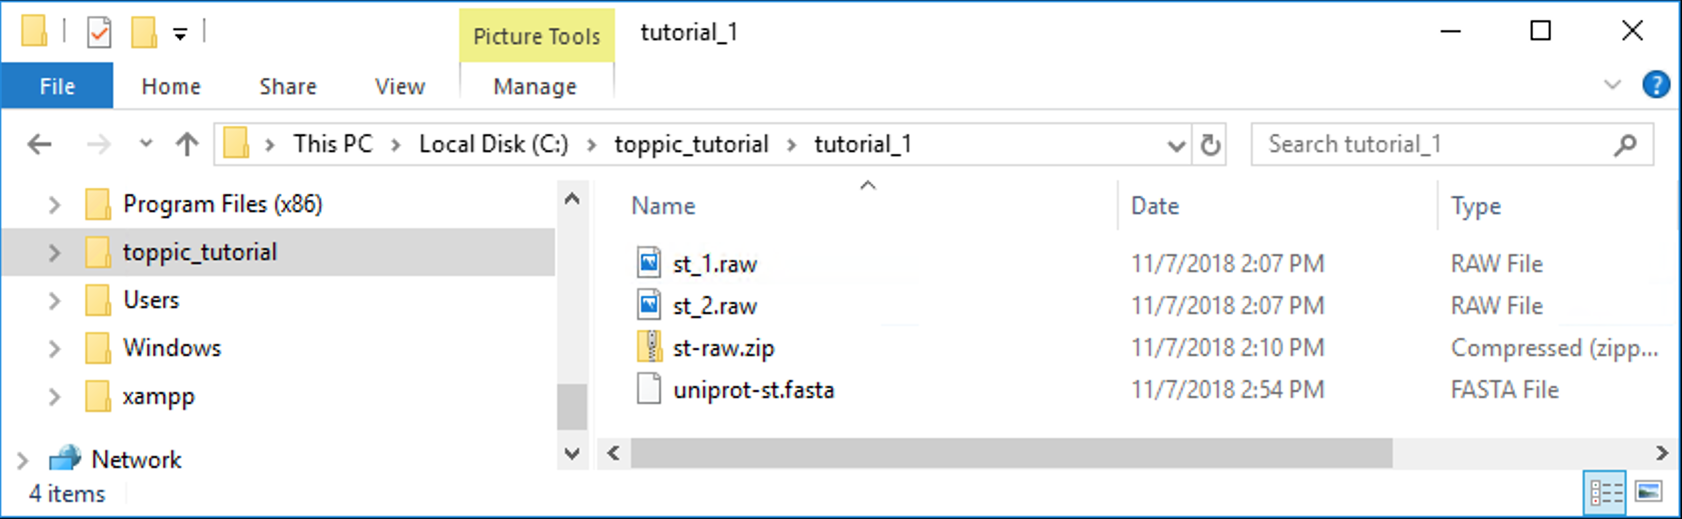 Picture Tools tutorial_1
File Home Share View Manage ?
This PC > Local Disk (C:) > toppic_tutorial > tutorial_1 Search tutorial_1
Program Files (x86)
toppic_tutorial
Users
Windows
xampp
Network
Name Date Type
st_1.raw 11/7/2018 2:07 PM RAW File
st_2.raw 11/7/2018 2:07 PM RAW File
st-raw.zip 11/7/2018 2:10 PM Compressed (zipp...
uniprot-st.fasta 11/7/2018 2:54 PM FASTA File
4 items